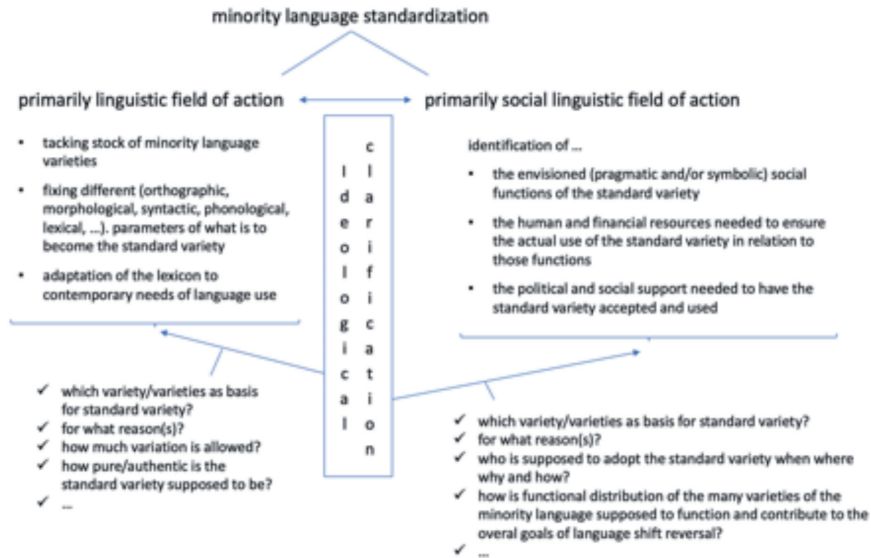 minority language standardization
primarily linguistic field of action
primarily social linguistic field of action
• tacking stock of minority language
varieties
• fixing different (orthographic,
morphological, syntactic, phonological,
lexical, ...). parameters of what is to
become the standard variety
• adaptation of the lexicon to
contemporary needs of language use
Ideological
clarification
identification of ...
• the envisioned (pragmatic and/or symbolic) social
functions of the standard variety
• the human and financial resources needed to ensure
the actual use of the standard variety in relation to
those functions
• the political and social support needed to have the
standard variety accepted and used
✓ which variety/varieties as basis
for standard variety?
✓ for what reason(s)?
✓ how much variation is allowed?
✓ how pure/authentic is the
standard variety supposed to be?
✓ ...
✓ which variety/varieties as basis for standard variety?
✓ for what reason(s)?
✓ who is supposed to adopt the standard variety when where
why and how?
✓ how is functional distribution of the many varieties of the
minority language supposed to function and contribute to the
overal goals of language shift reversal?
✓ ...